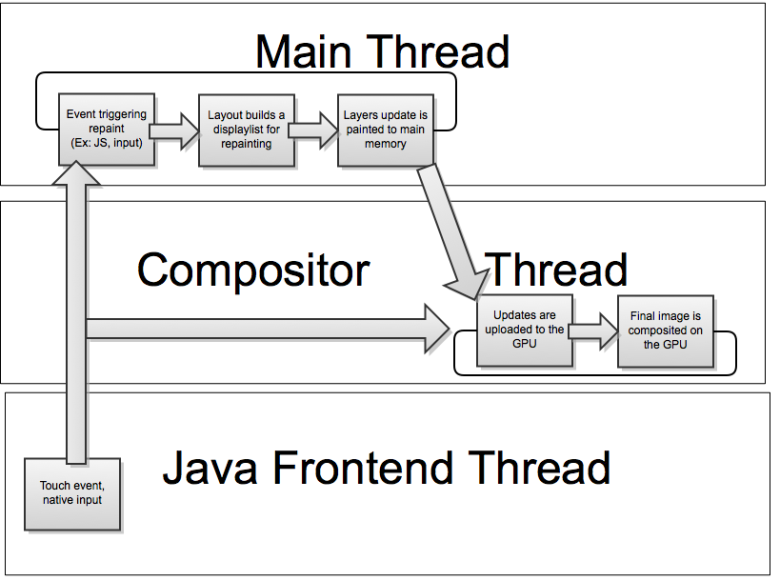 Main Thread
Event triggering
repaint
(Ex: JS, input)
Layout builds a
displaylist for
repainting
Layers update is
painted to main
memory
Compositor Thread
Updates are
uploaded to the
GPU
Final image is
composited on
the GPU
Java Frontend Thread
Touch event,
native input